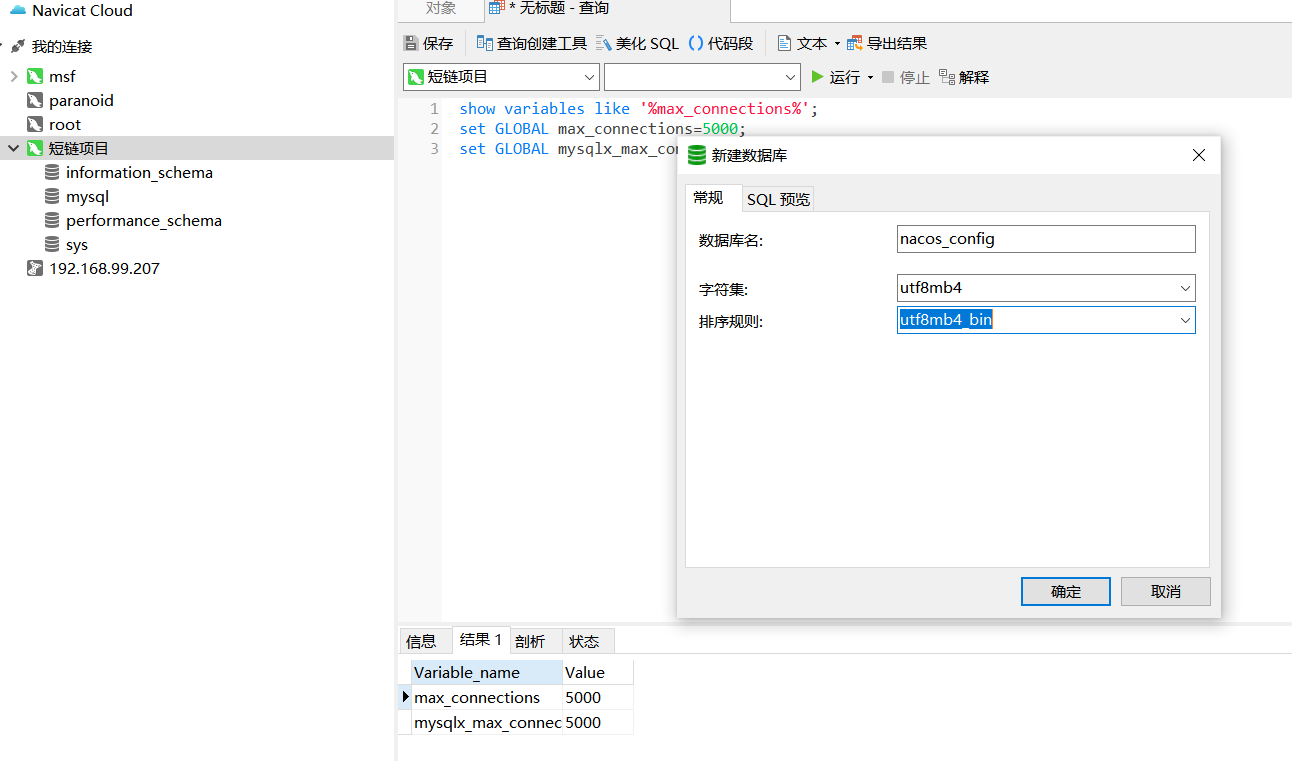 Navicat Cloud
我的连接
msf
paranoid
root
短链项目
information_schema
mysql
performance_schema
sys
192.168.99.207
对象
* 无标题 - 查询
保存 查询创建工具 美化 SQL () 代码段 文本 导出结果
短链项目 运行 停止 解释
1 show variables like '%max_connections%';
2 set GLOBAL max_connections=5000;
3 set GLOBAL mysqlx_max_con
新建数据库
常规 SQL 预览
数据库名: nacos_config
字符集: utf8mb4
排序规则: utf8mb4_bin
确定 取消
信息 结果 1 剖析 状态
Variable_name Value
max_connections 5000
mysqlx_max_connec 5000